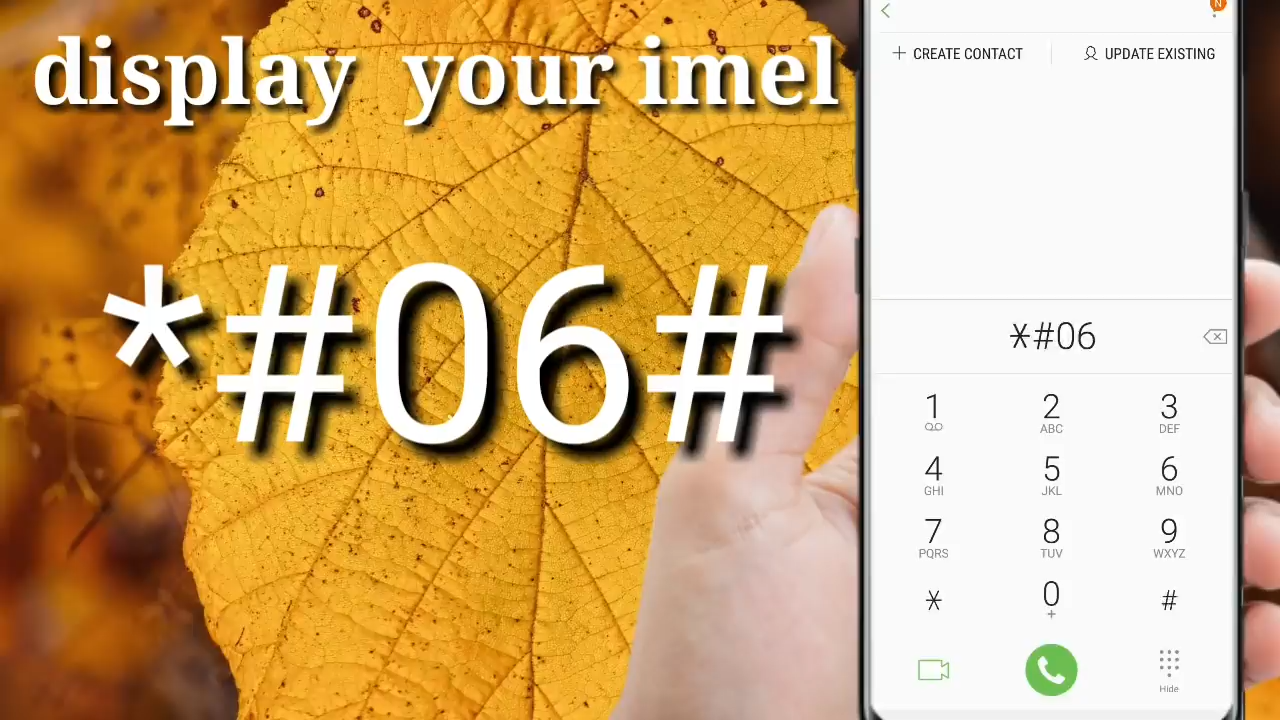 display your imel
*#06#
N
CREATE CONTACT
UPDATE EXISTING
*#06
1
2 ABC
3 DEF
4 GHI
5 JKL
6 MNO
7 PQRS
8 TUV
9 WXYZ
*
0 +
#
Hide